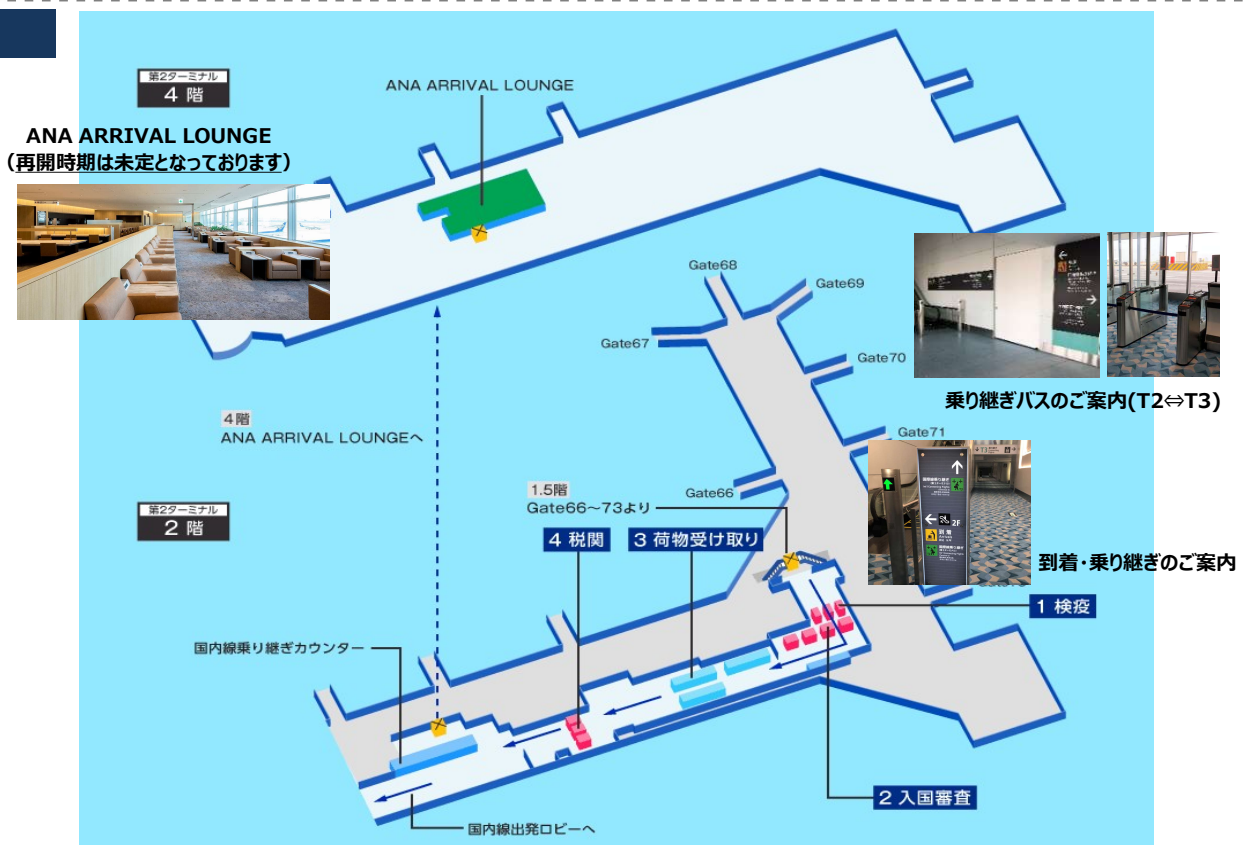 第2ターミナル
4 階
ANA ARRIVAL LOUNGE
ANA ARRIVAL LOUNGE
(再開時期は未定となっております)
Gate68
Gate69
Gate67
Gate70
乗り継ぎバスのご案内(T2⇔T3)
4階
ANA ARRIVAL LOUNGEへ
Gate71
1.5階
Gate66
Gate66～73より
第2ターミナル
2 階
4 税関
3 荷物受け取り
2F
到着
到着・乗り継ぎのご案内
1 検疫
国内線乗り継ぎカウンター
2 入国審査
国内線出発ロビーへ